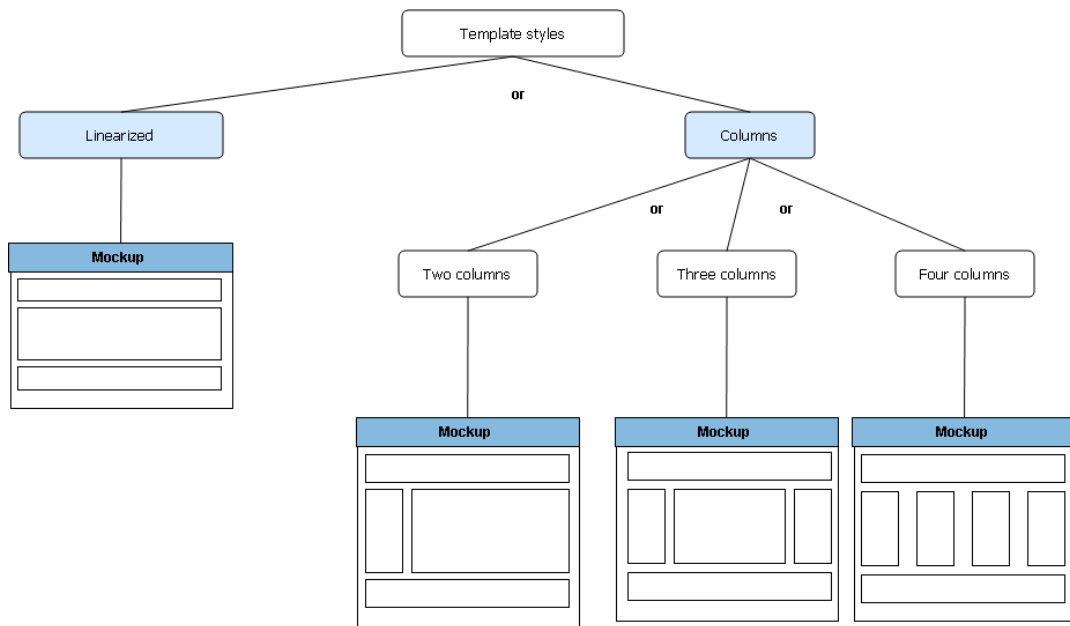 Template styles
or
Linearized
Columns
or
or
Mockup
Two columns
Three columns
Four columns
Mockup
Mockup
Mockup